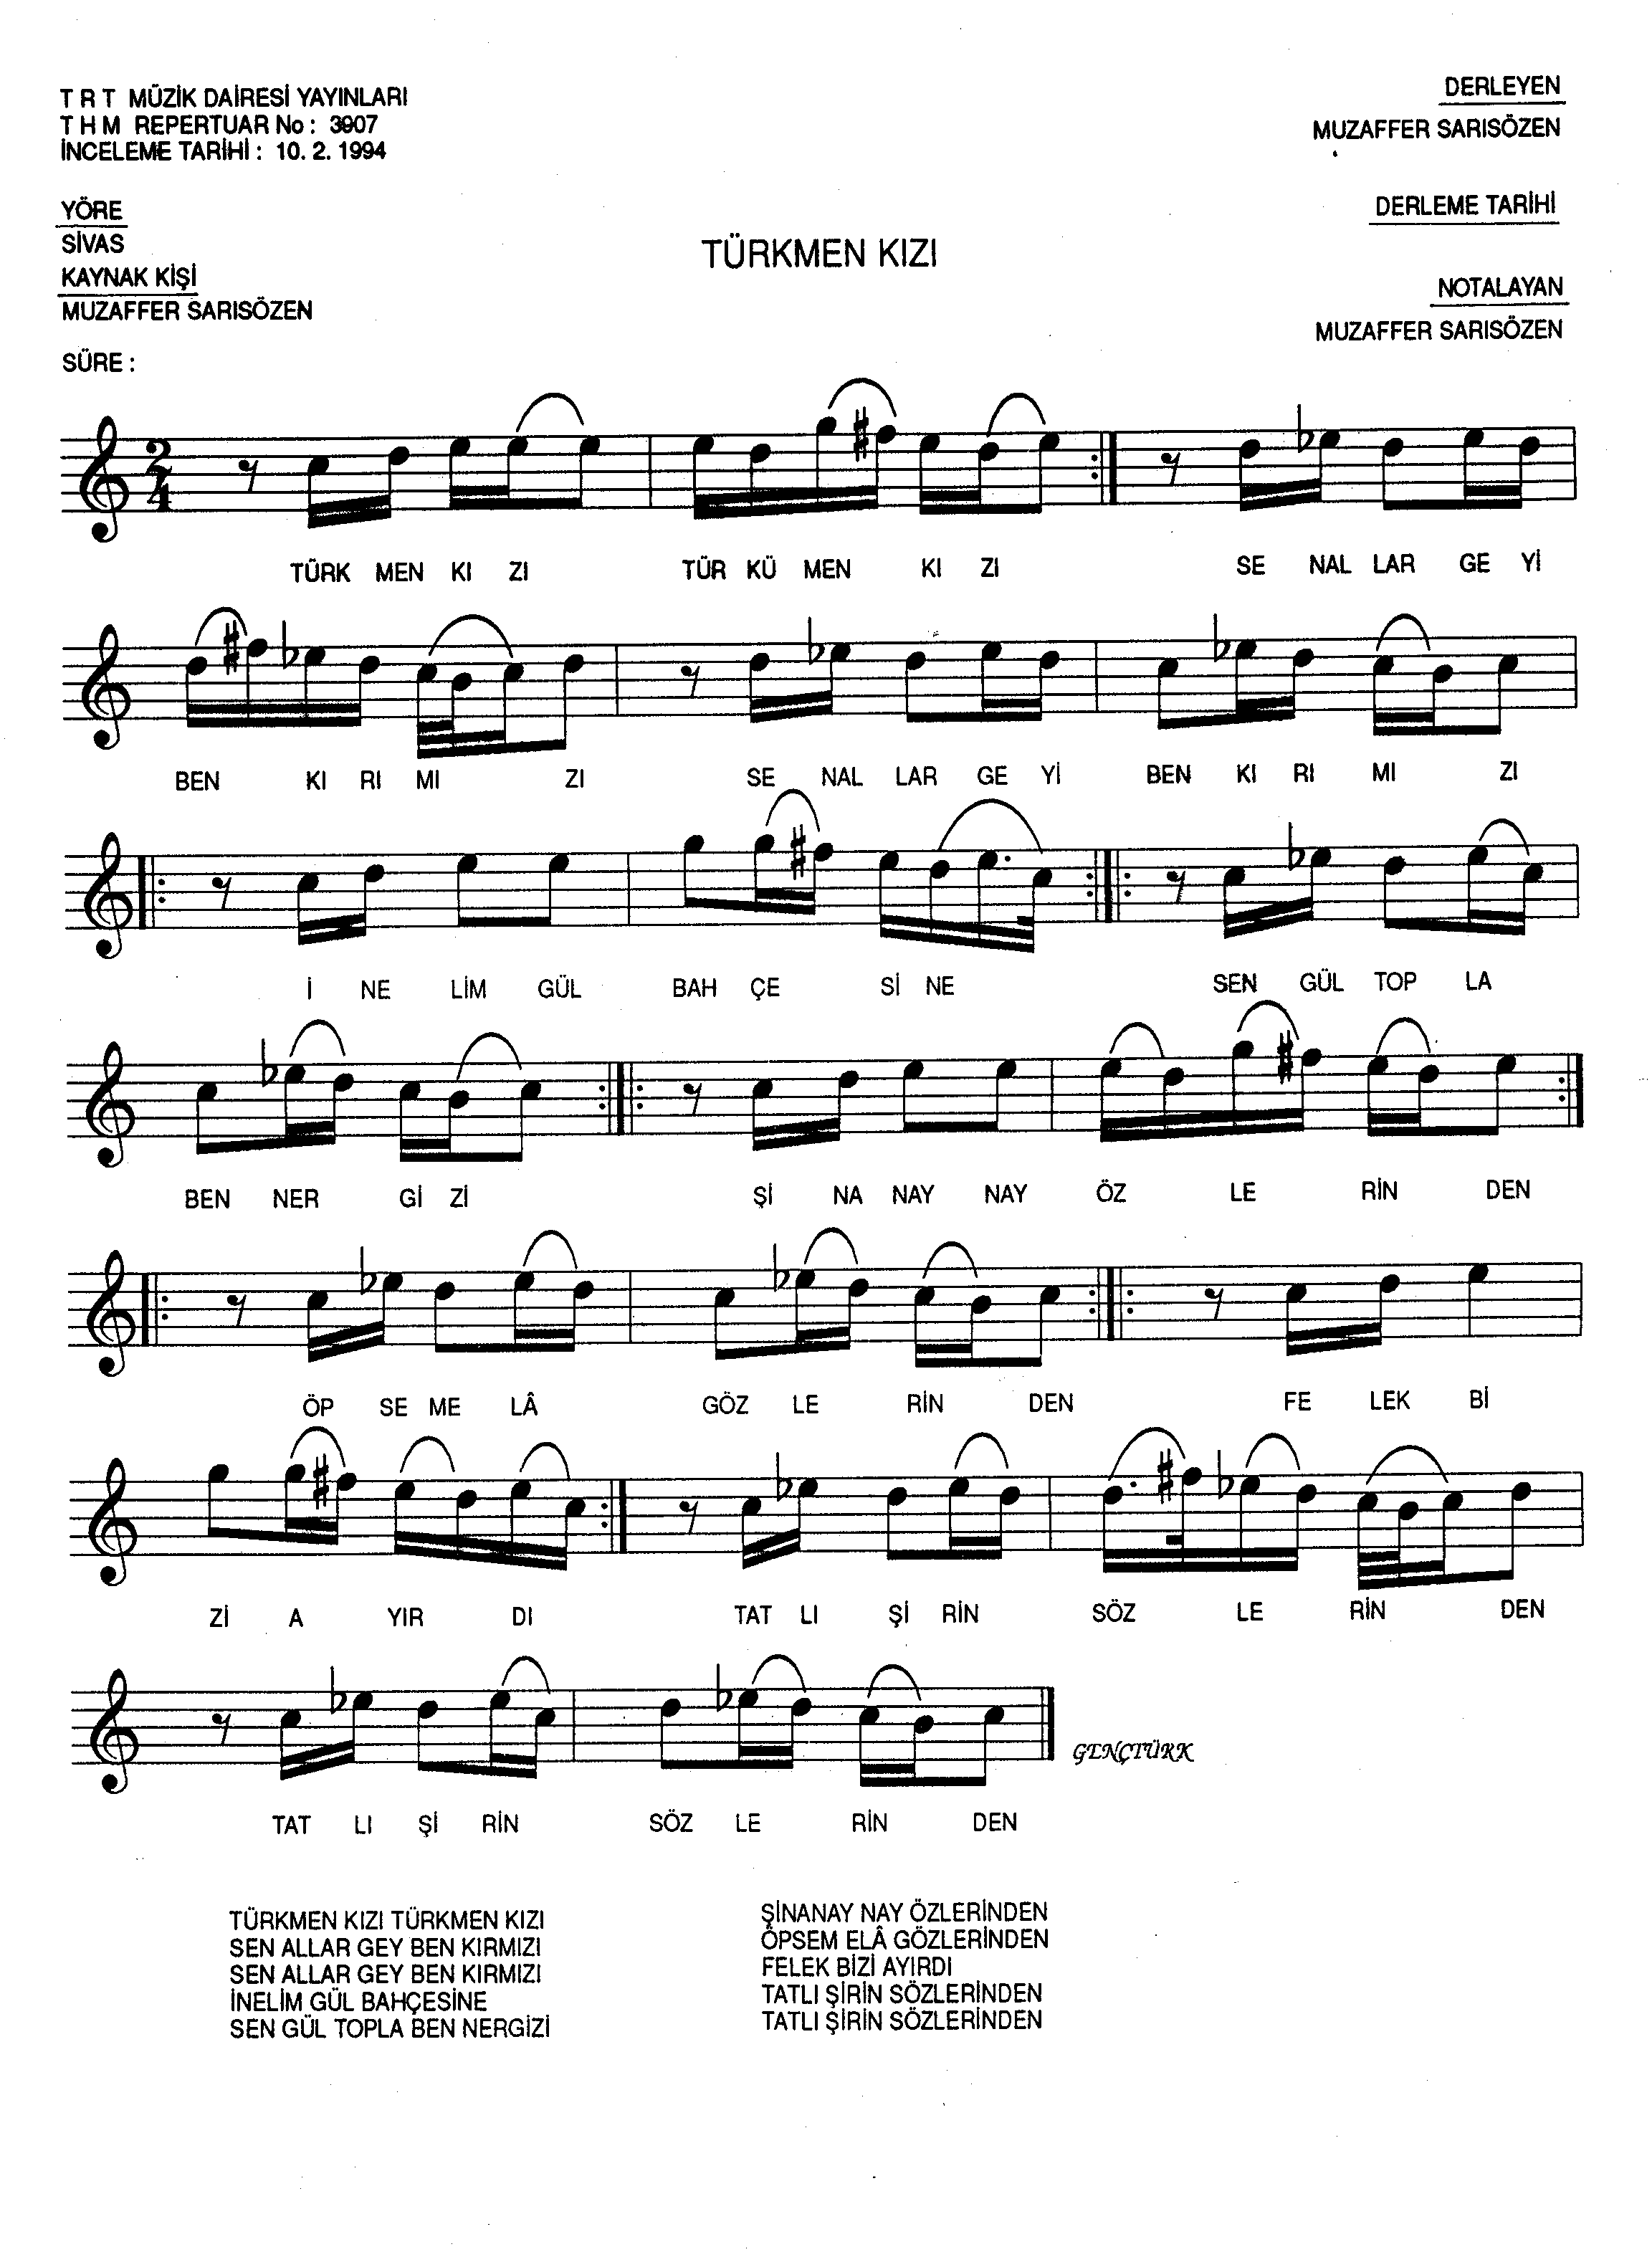 T R T MÜZİK DAİRESİ YAYINLARI
T H M REPERTUAR No : 3907
İNCELEME TARİHİ : 10. 2. 1994
DERLEYEN
MUZAFFER SARISÖZEN
YÖRE
SİVAS
KAYNAK KİŞİ
MUZAFFER SARISÖZEN
DERLEME TARİHİ
TÜRKMEN KIZI
NOTALAYAN
MUZAFFER SARISÖZEN
SÜRE :
2
4
TÜRK MEN KI ZI TÜR KÜ MEN KI ZI SE NAL LAR GE Yİ
BEN KI RI MI ZI SE NAL LAR GE Yİ BEN KI RI MI ZI
İ NE LİM GÜL BAH ÇE Sİ NE SEN GÜL TOP LA
BEN NER Gİ Zİ Şİ NA NAY NAY ÖZ LE RİN DEN
ÖP SE ME LÂ GÖZ LE RİN DEN FE LEK Bİ
Zİ A YIR DI TAT LI Şİ RİN SÖZ LE RİN DEN
GENÇTÜRK
TAT LI Şİ RİN SÖZ LE RİN DEN
TÜRKMEN KIZI TÜRKMEN KIZI
SEN ALLAR GEY BEN KIRMIZI
SEN ALLAR GEY BEN KIRMIZI
İNELİM GÜL BAHÇESİNE
SEN GÜL TOPLA BEN NERGİZİ
ŞİNANAY NAY ÖZLERİNDEN
ÖPSEM ELÂ GÖZLERİNDEN
FELEK BİZİ AYIRDI
TATLI ŞİRİN SÖZLERİNDEN
TATLI ŞİRİN SÖZLERİNDEN